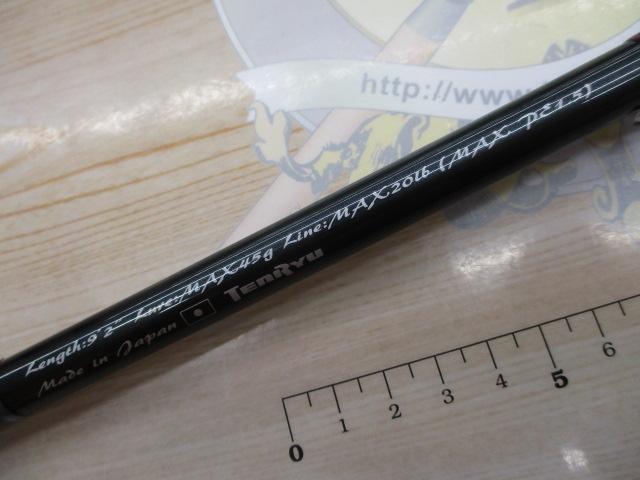 http://www.
Length:9'2" Lure:MAX45g Line:MAX20lb (MAX PE1.5)
Made in Japan TENRYU
0 1 2 3 4 5 6